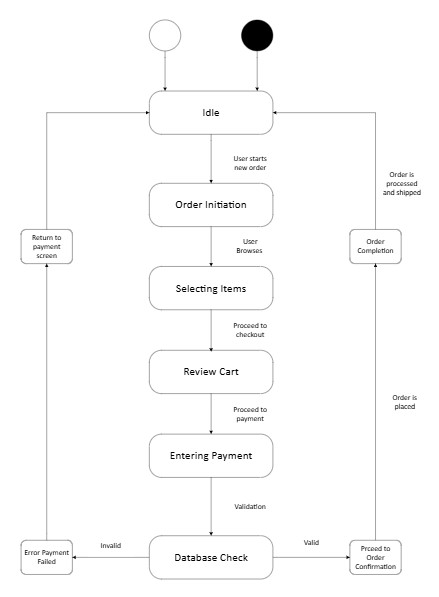 Idle
User starts
new order
Order is
processed
and shipped
Order Initiation
Return to
payment
screen
User
Browses
Order
Completion
Selecting Items
Proceed to
checkout
Review Cart
Proceed to
payment
Order is
placed
Entering Payment
Validation
Error Payment
Failed
Invalid
Database Check
Valid
Prceed to
Order
Confirmation